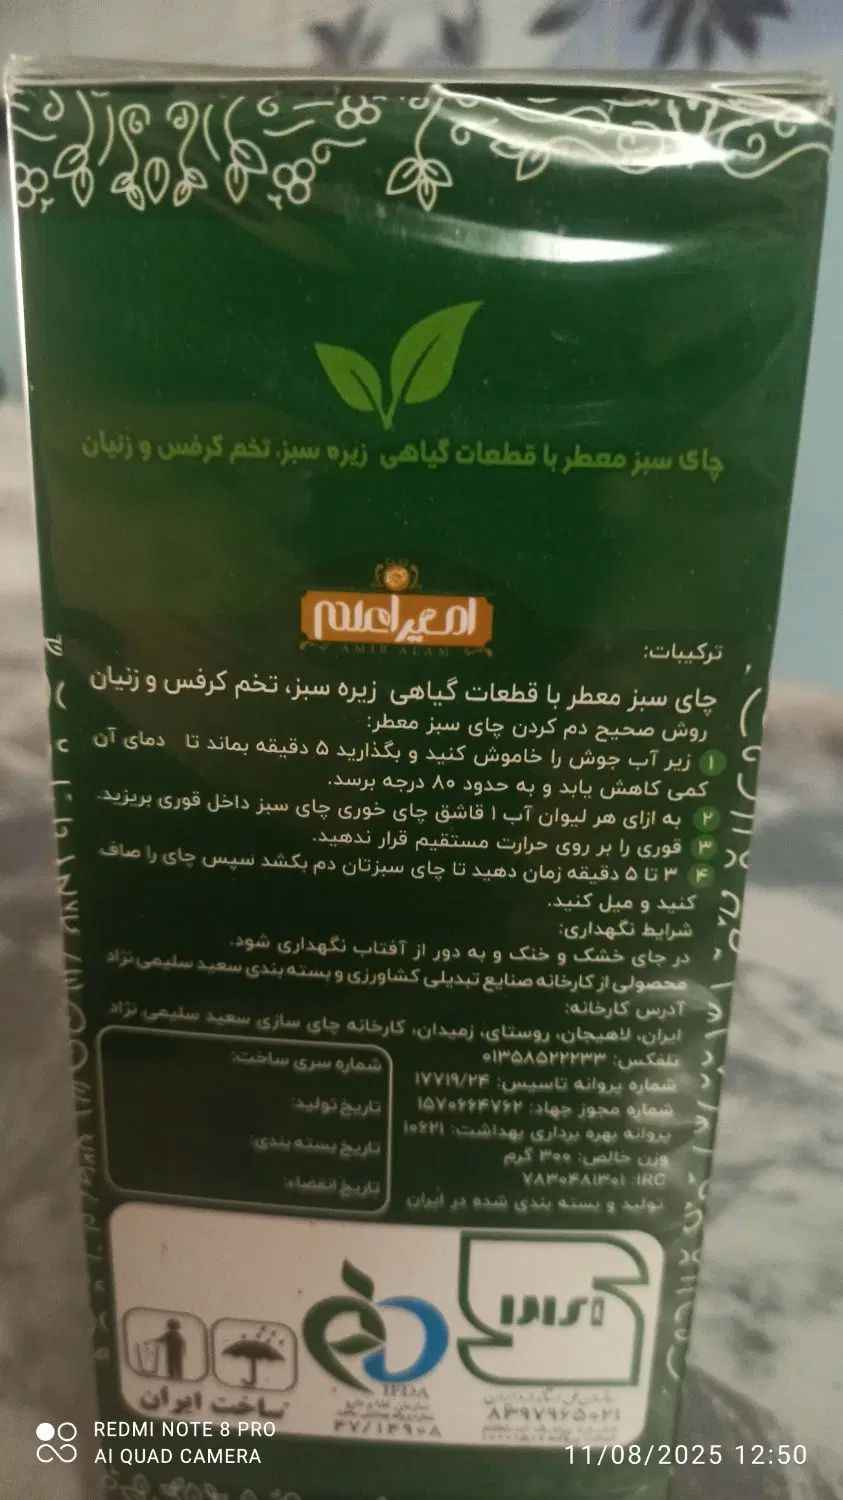 چای سبز معطر با قطعات گیاهی زیره سبز، تخم کرفس و زنیان
امیراعلم
AMIR ALAM
ترکیبات:
چای سبز معطر با قطعات گیاهی زیره سبز، تخم کرفس و زنیان
روش صحیح دم کردن چای سبز معطر:
۱ زیر آب جوش را خاموش کنید و بگذارید ۵ دقیقه بماند تا دمای آن
کمی کاهش یابد و به حدود ۸۰ درجه برسد.
۲ به ازای هر لیوان آب ۱ قاشق چای خوری چای سبز داخل قوری بریزید.
۳ قوری را بر روی حرارت مستقیم قرار ندهید.
۴ ۳ تا ۵ دقیقه زمان دهید تا چای سبزتان دم بکشد سپس چای را صاف
کنید و میل کنید.
شرایط نگهداری:
در جای خشک و خنک و به دور از آفتاب نگهداری شود.
محصولی از کارخانه صنایع تبدیلی کشاورزی و بسته بندی سعید سلیمی نژاد
آدرس کارخانه:
ایران، لاهیجان، روستای، زمیدان، کارخانه چای سازی سعید سلیمی نژاد
تلفکس: ۰۱۳۵۸۵۲۲۲۳۳
شماره پروانه تاسیس: ۱۷۷۱۹/۲۴
شماره مجوز جهاد: ۱۵۷۰۶۶۴۷۶۲
پروانه بهره برداری بهداشت: ۱۰۶۲۱
وزن خالص: ۳۰۰ گرم
IRC: ۷۸۳۰۴۸۱۳۰۱
تولید و بسته بندی شده در ایران
شماره سری ساخت:
تاریخ تولید:
تاریخ بسته بندی:
تاریخ انقضاء:
IFDA
سازمان غذا و دارو
۴۷/۱۴۹۰۸
۸۳۹۷۹۶۵۰۲۱
ساخت ایران
REDMI NOTE 8 PRO
AI QUAD CAMERA
11/08/2025 12:50